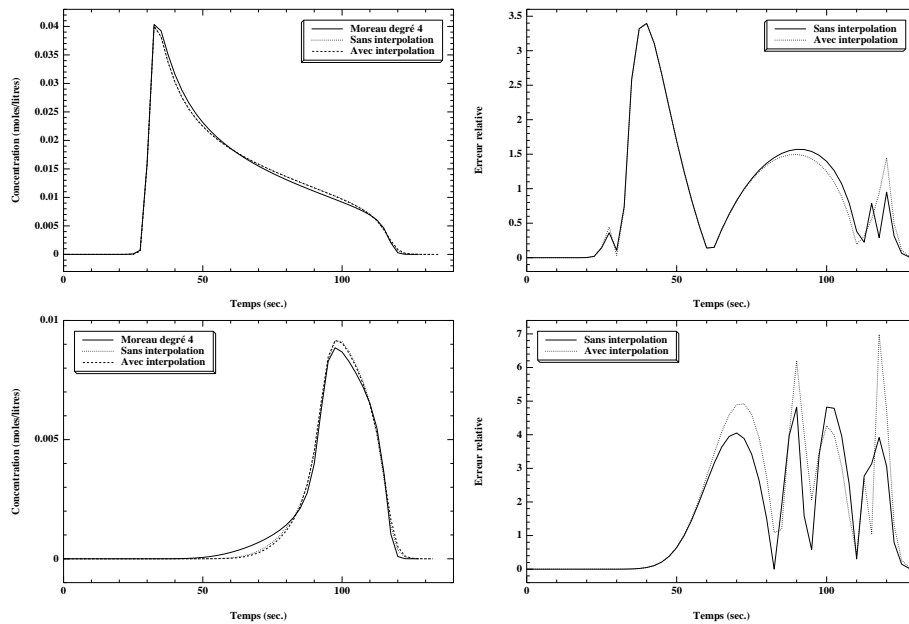 0.04
0.035
0.03
0.025
0.02
0.015
0.01
0.005
0
Concentration (moles/litres)
Moreau degré 4
Sans interpolation
Avec interpolation
0
50
100
Temps (sec.)
3.5
3
2.5
2
1.5
1
0.5
0
Erreur relative
Sans interpolation
Avec interpolation
0
50
100
Temps (sec.)
0.01
0.005
0
Concentration (moles/litres)
Moreau degré 4
Sans interpolation
Avec interpolation
0
50
100
Temps (sec.)
7
6
5
4
3
2
1
0
Erreur relative
Sans interpolation
Avec interpolation
0
50
100
Temps (sec.)